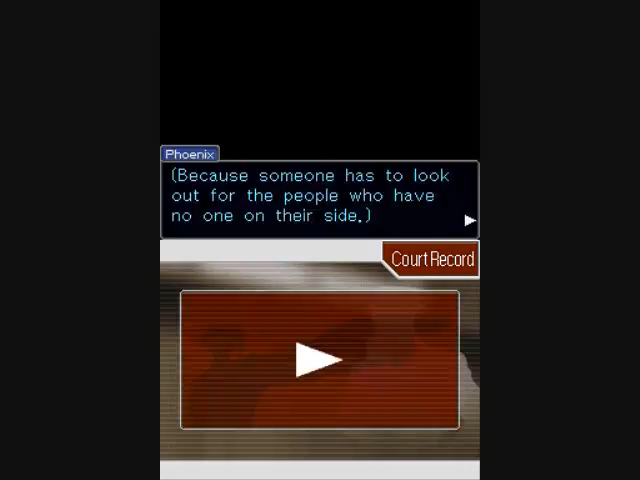 Phoenix
(Because someone has to look
out for the people who have
no one on their side.)
Court Record